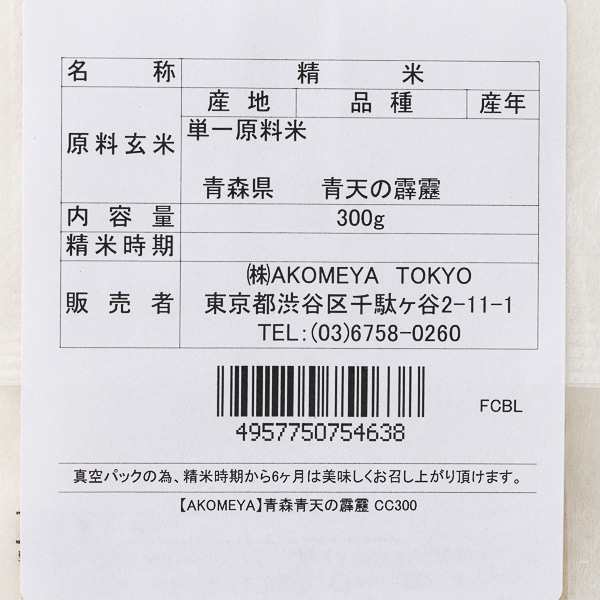 名称 精米
原料玄米 産地 品種 産年
単一原料米
青森県 青天の霹靂
内容量 300g
精米時期
販売者 ㈱AKOMEYA TOKYO
東京都渋谷区千駄ヶ谷2-11-1
TEL:(03)6758-0260
4957750754638
FCBL
真空パックの為、精米時期から6ヶ月は美味しくお召し上がり頂けます。
【AKOMEYA】青森青天の霹靂 CC300